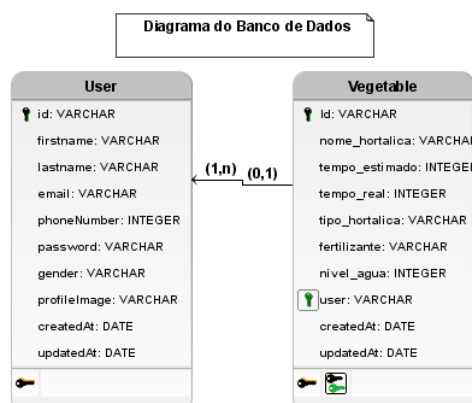 Diagrama do Banco de Dados
User
id: VARCHAR
firstname: VARCHAR
lastname: VARCHAR
email: VARCHAR
phoneNumber: INTEGER
password: VARCHAR
gender: VARCHAR
profileImage: VARCHAR
createdAt: DATE
updatedAt: DATE
(1,n) (0,1)
Vegetable
Id: VARCHAR
nome_hortalica: VARCHA
tempo_estimado: INTEGE
tempo_real: INTEGER
tipo_hortalica: VARCHAR
fertilizante: VARCHAR
nivel_agua: INTEGER
user: VARCHAR
createdAt: DATE
updatedAt: DATE